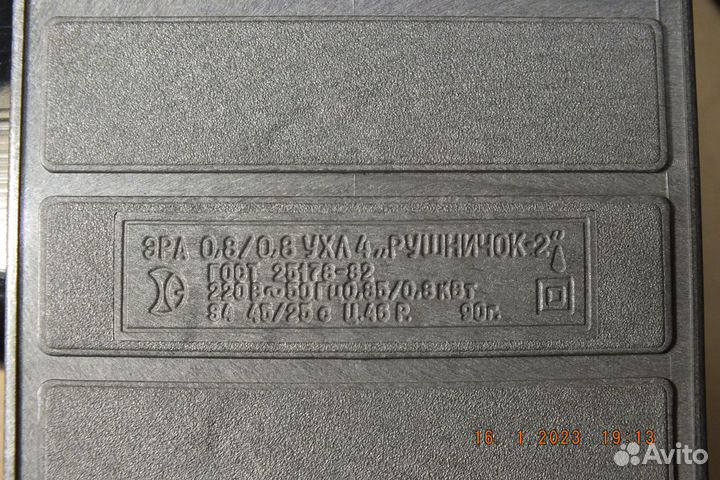 ЭРА 0,8/0,8 УХЛ 4 „РУШНИЧОК-2“
ГОСТ 25178-82
220 В~50 Гц 0,85/0,8 кВт
S4 45/25 с Ц.45 Р. 90г.
16. 1.2023 19:13
Avito